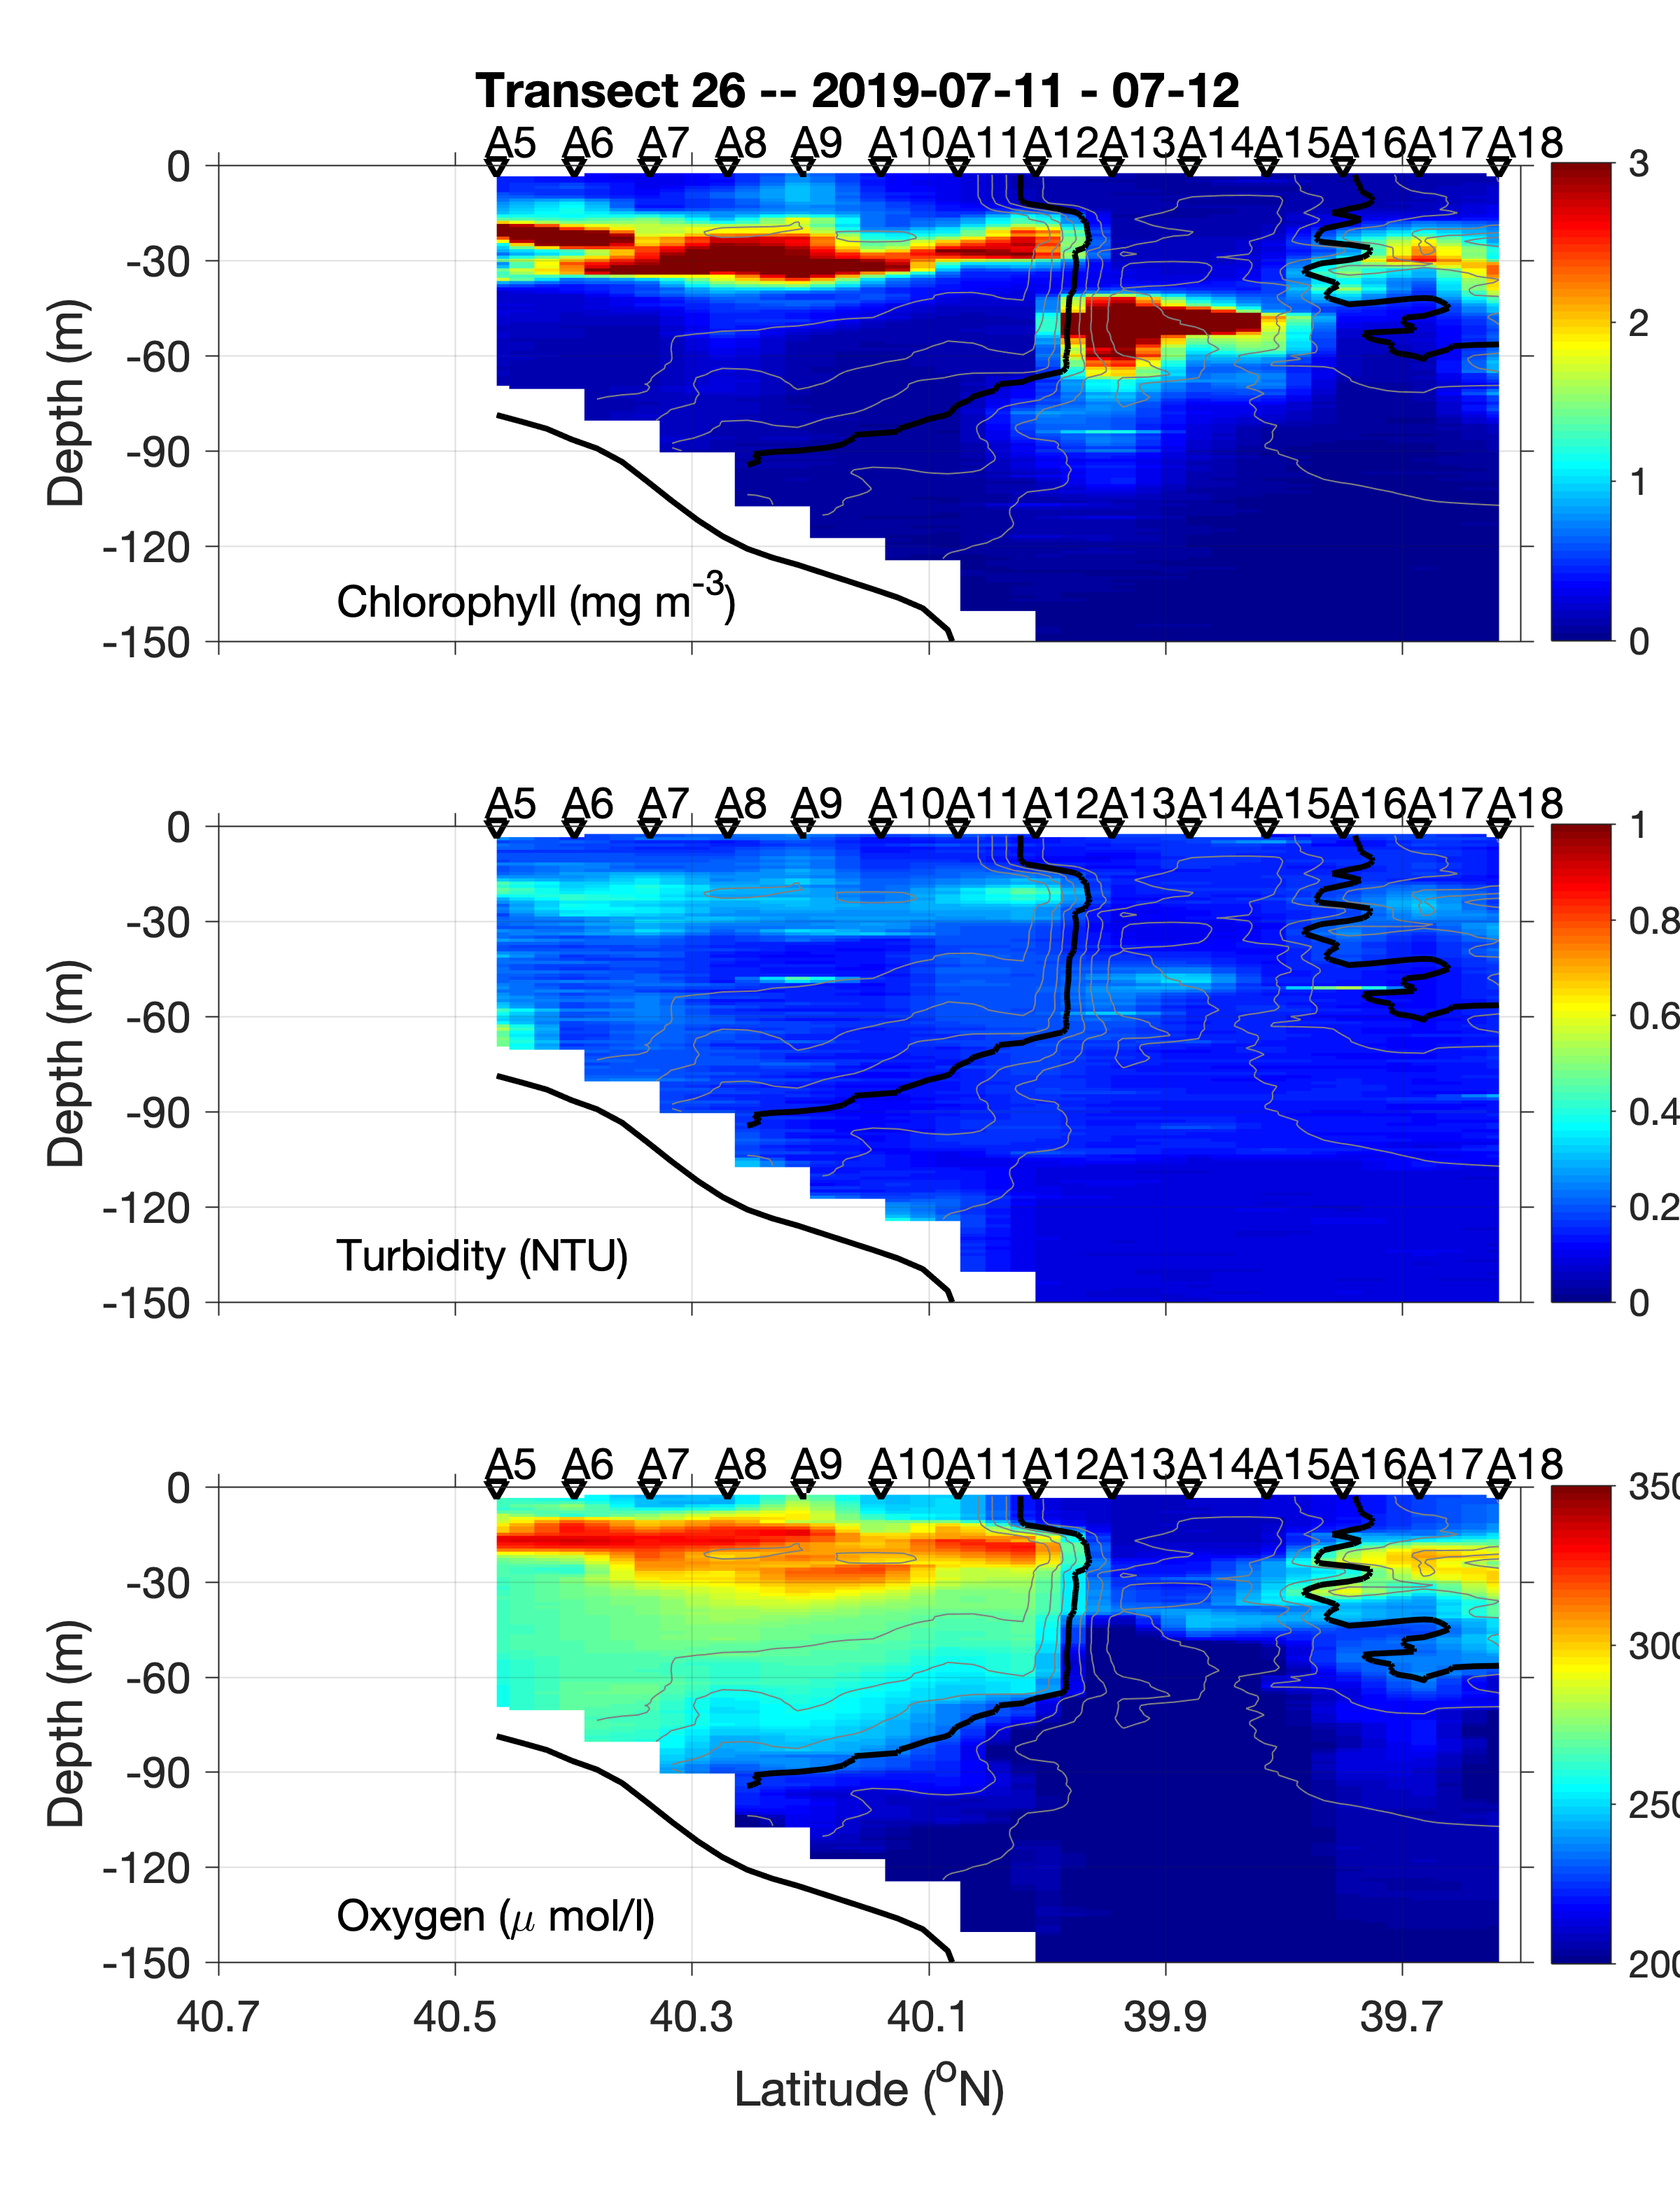 Transect 26 -- 2019-07-11 - 07-12
A5 A6 A7 A8 A9 A10 A11 A12 A13 A14 A15 A16 A17 A18
0
-30
-60
-90
-120
-150
Depth (m)
Chlorophyll (mg m-3)
3
2
1
0
A5 A6 A7 A8 A9 A10 A11 A12 A13 A14 A15 A16 A17 A18
0
-30
-60
-90
-120
-150
Depth (m)
Turbidity (NTU)
1
0.8
0.6
0.4
0.2
0
A5 A6 A7 A8 A9 A10 A11 A12 A13 A14 A15 A16 A17 A18
0
-30
-60
-90
-120
-150
Depth (m)
Oxygen (μ mol/l)
350
300
250
200
40.7 40.5 40.3 40.1 39.9 39.7
Latitude (oN)